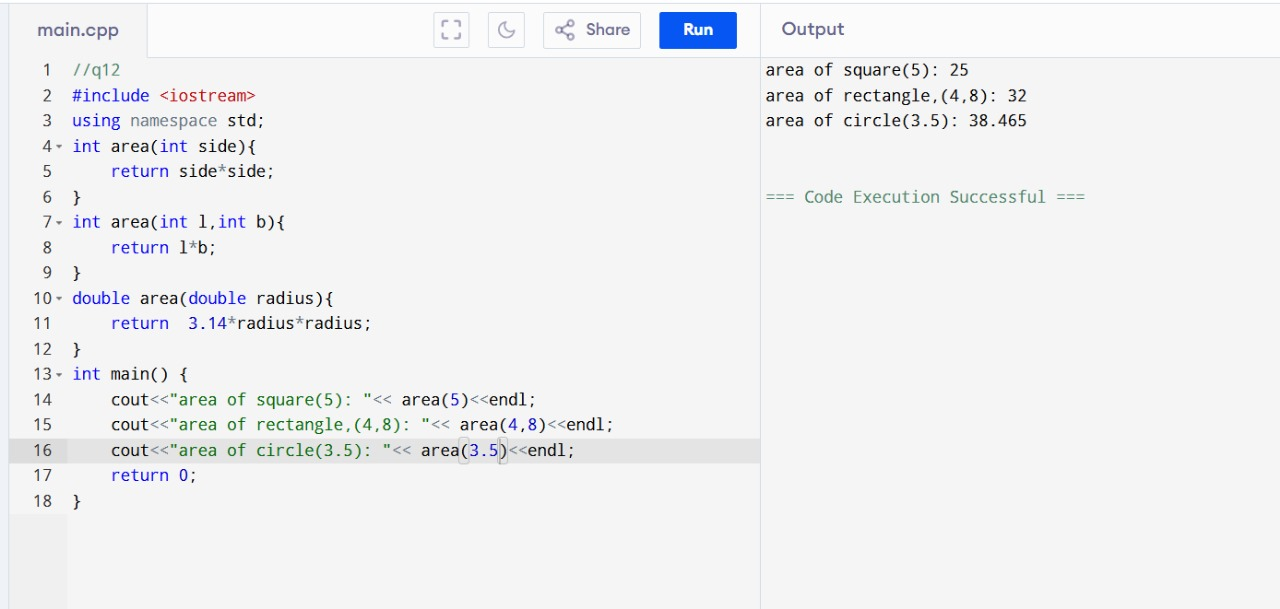 main.cpp
Share
Run
Output
1 //q12
2 #include <iostream>
3 using namespace std;
4 int area(int side){
5     return side*side;
6 }
7 int area(int l,int b){
8     return l*b;
9 }
10 double area(double radius){
11     return  3.14*radius*radius;
12 }
13 int main() {
14     cout<<"area of square(5): "<< area(5)<<endl;
15     cout<<"area of rectangle,(4,8): "<< area(4,8)<<endl;
16     cout<<"area of circle(3.5): "<< area(3.5)<<endl;
17     return 0;
18 }
area of square(5): 25
area of rectangle,(4,8): 32
area of circle(3.5): 38.465
=== Code Execution Successful ===